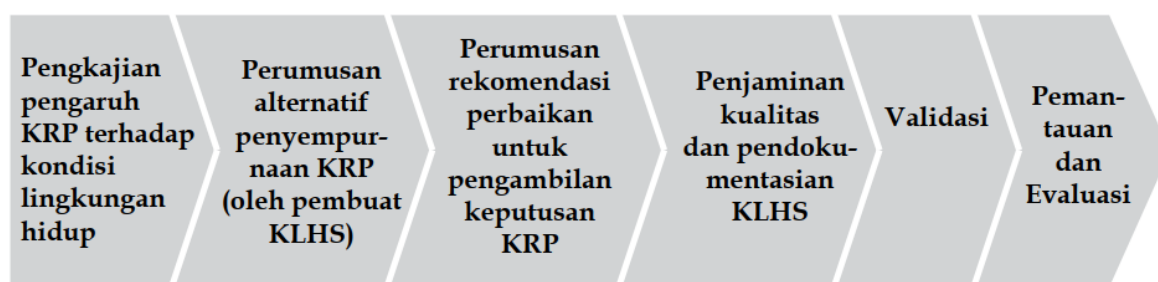 Pengkajian
pengaruh
KRP terhadap
kondisi
lingkungan
hidup
Perumusan
alternatif
penyempur-
naan KRP
(oleh pembuat
KLHS)
Perumusan
rekomendasi
perbaikan
untuk
pengambilan
keputusan
KRP
Penjaminan
kualitas
dan pendoku-
mentasian
KLHS
Validasi
Peman-
tauan
dan
Evaluasi